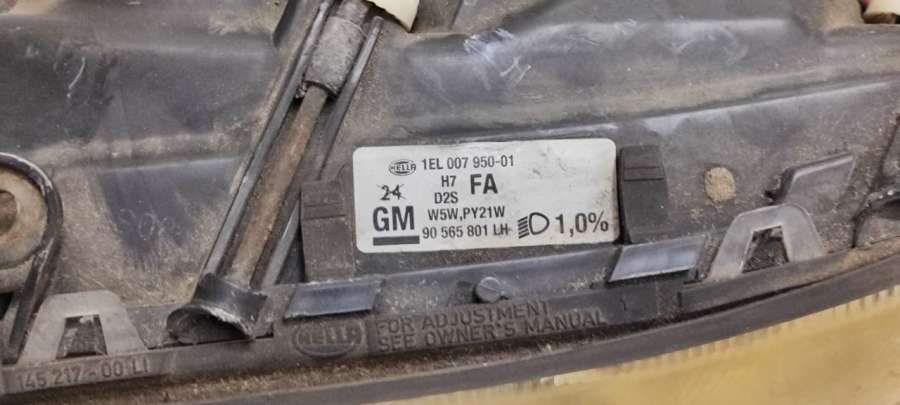 HELLA 1EL 007 950-01
24 H7 FA
D2S
GM W5W,PY21W
90 565 801 LH 1,0%
HELLA FOR ADJUSTMENT
SEE OWNER'S MANUAL
145 217-00 LI